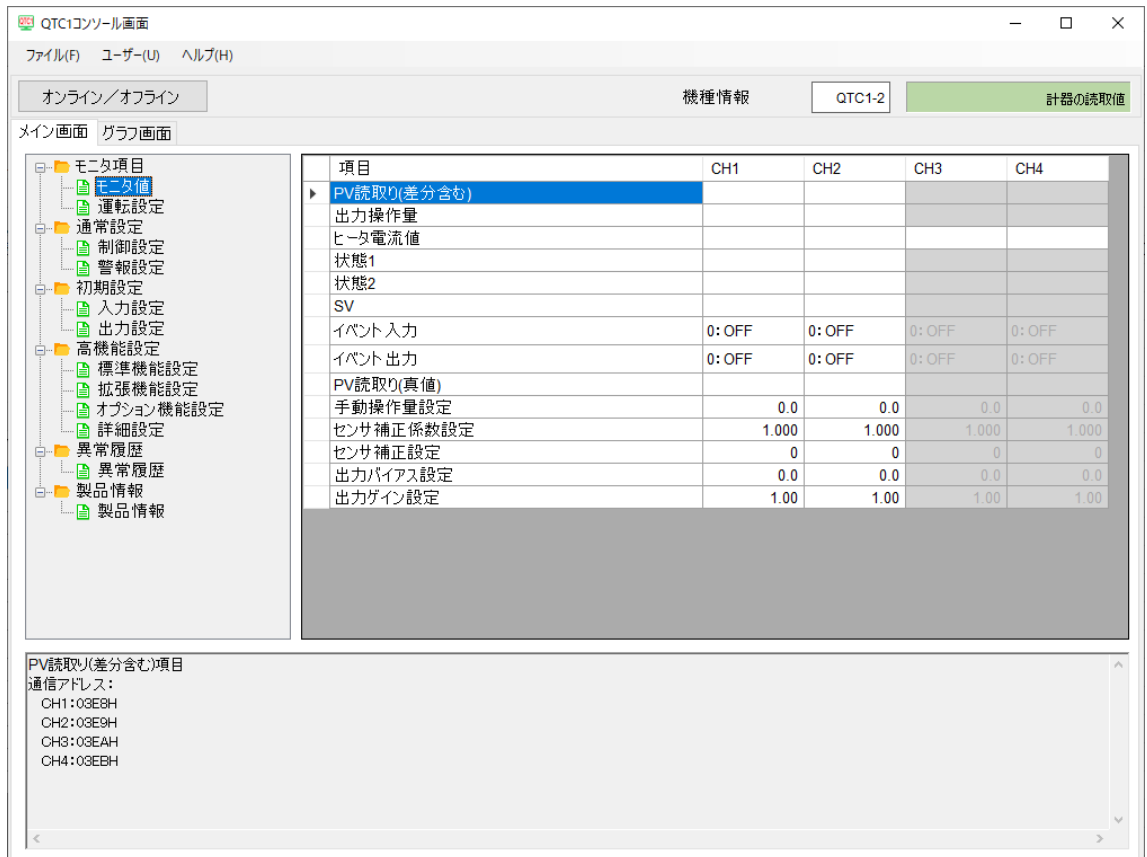 QTC1コンソール画面
ファイル(F) ユーザー(U) ヘルプ(H)
オンライン／オフライン 機種情報 QTC1-2 計器の読取値
メイン画面 グラフ画面
モニタ項目
モニタ値
運転設定
通常設定
制御設定
警報設定
初期設定
入力設定
出力設定
高機能設定
標準機能設定
拡張機能設定
オプション機能設定
詳細設定
異常履歴
異常履歴
製品情報
製品情報
項目 CH1 CH2 CH3 CH4
PV読取り(差分含む)
出力操作量
ヒータ電流値
状態1
状態2
SV
イベント入力 0: OFF 0: OFF 0: OFF 0: OFF
イベント出力 0: OFF 0: OFF 0: OFF 0: OFF
PV読取り(真値)
手動操作量設定 0.0 0.0 0.0 0.0
センサ補正係数設定 1.000 1.000 1.000 1.000
センサ補正設定 0 0 0 0
出力バイアス設定 0.0 0.0 0.0 0.0
出力ゲイン設定 1.00 1.00 1.00 1.00
PV読取り(差分含む)項目
通信アドレス：
CH1：03E8H
CH2：03E9H
CH3：03EAH
CH4：03EBH